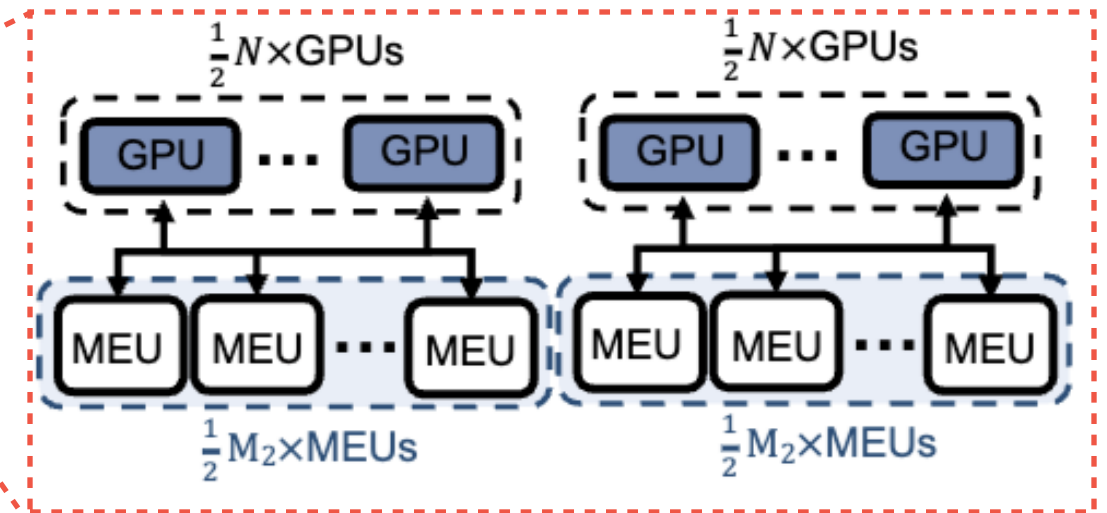 ½N×GPUs ½N×GPUs
GPU ... GPU GPU ... GPU
MEU MEU ... MEU MEU MEU ... MEU
½M₂×MEUs ½M₂×MEUs